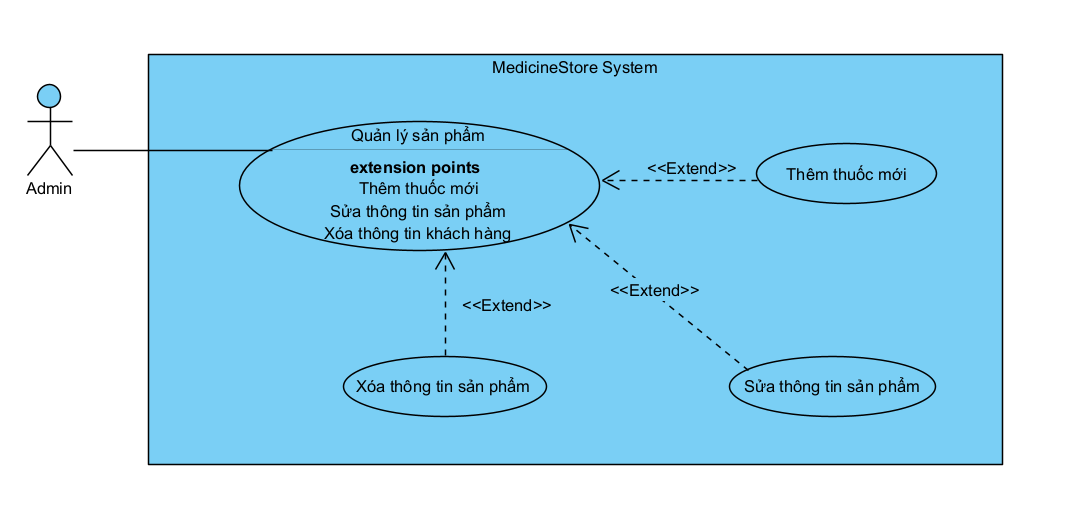 MedicineStore System
Admin
Quản lý sản phẩm
extension points
Thêm thuốc mới
Sửa thông tin sản phẩm
Xóa thông tin khách hàng
<<Extend>>
Thêm thuốc mới
<<Extend>>
<<Extend>>
Xóa thông tin sản phẩm
Sửa thông tin sản phẩm